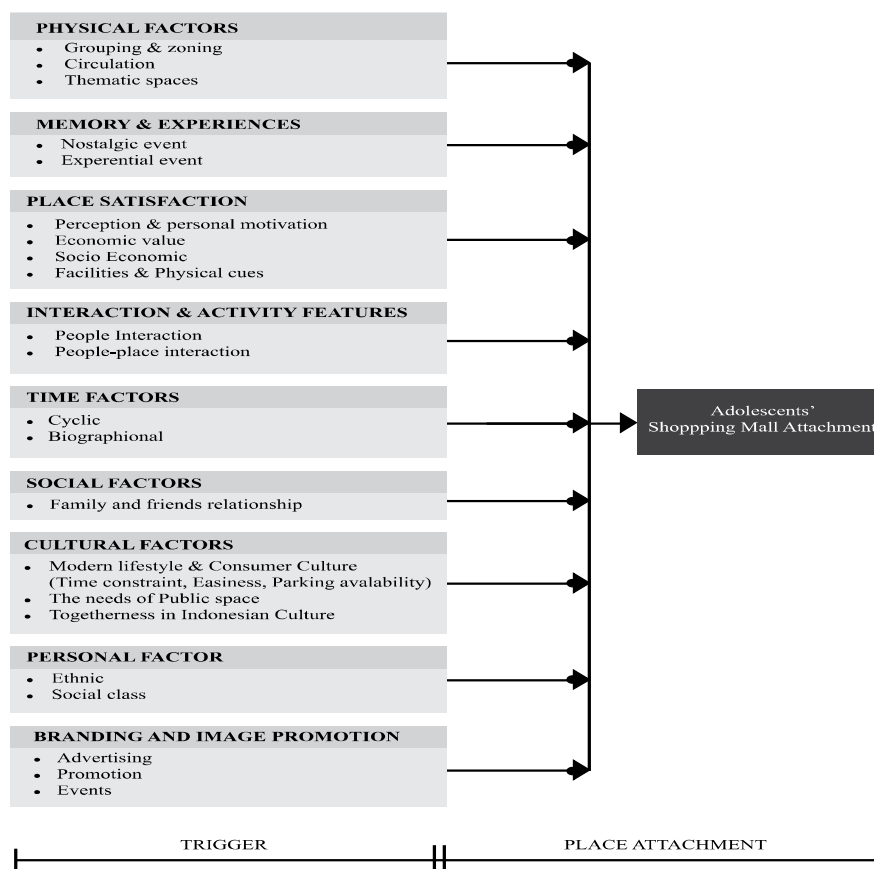 PHYSICAL FACTORS
• Grouping & zoning
• Circulation
• Thematic spaces
MEMORY & EXPERIENCES
• Nostalgic event
• Experential event
PLACE SATISFACTION
• Perception & personal motivation
• Economic value
• Socio Economic
• Facilities & Physical cues
INTERACTION & ACTIVITY FEATURES
• People Interaction
• People-place interaction
TIME FACTORS
• Cyclic
• Biographional
SOCIAL FACTORS
• Family and friends relationship
CULTURAL FACTORS
• Modern lifestyle & Consumer Culture
(Time constraint, Easiness, Parking avalability)
• The needs of Public space
• Togetherness in Indonesian Culture
PERSONAL FACTOR
• Ethnic
• Social class
BRANDING AND IMAGE PROMOTION
• Advertising
• Promotion
• Events
Adolescents’
Shoppping Mall Attachment
TRIGGER
PLACE ATTACHMENT